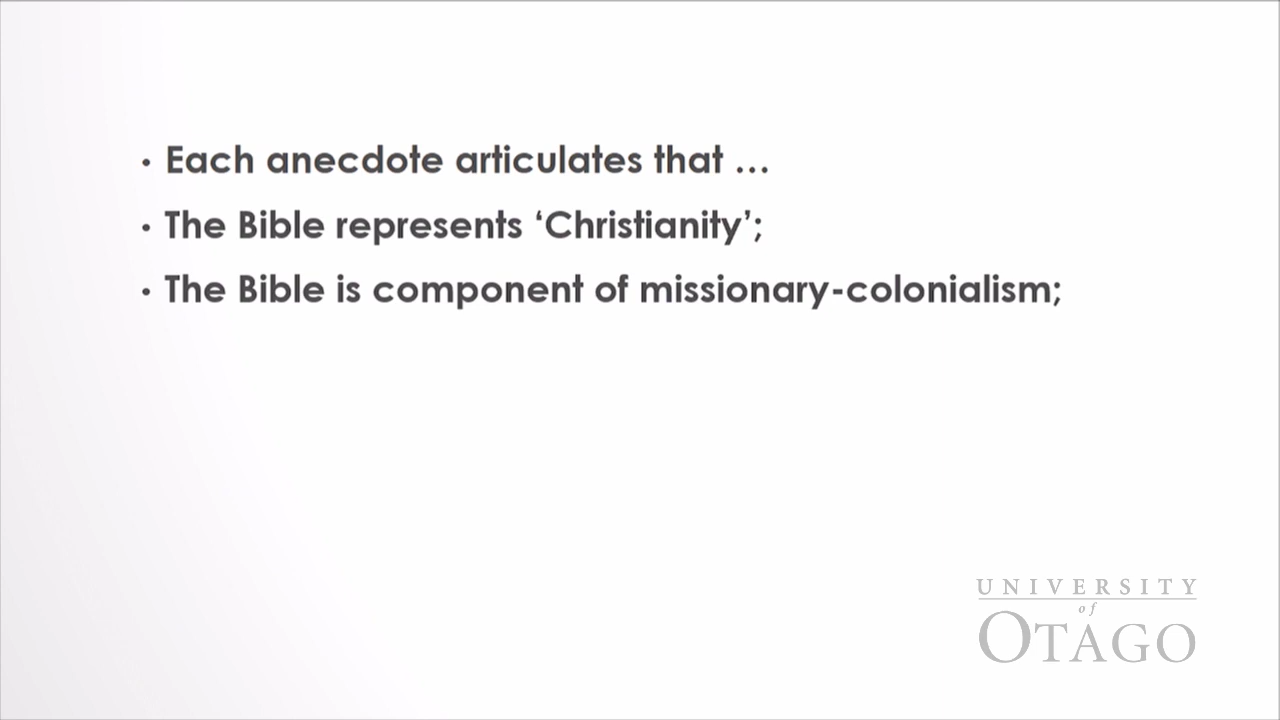 • Each anecdote articulates that …
• The Bible represents ‘Christianity’;
• The Bible is component of missionary-colonialism;
UNIVERSITY
of
OTAGO